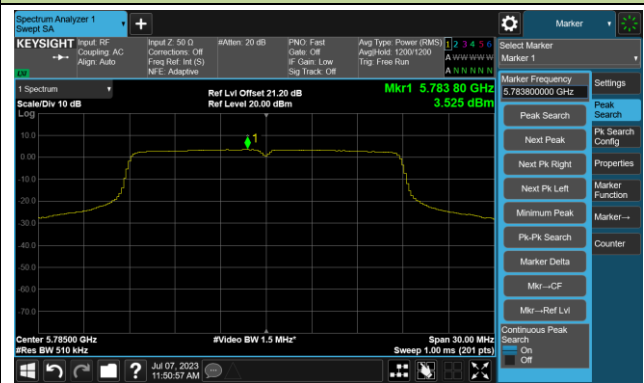 Spectrum Analyzer 1
Swept SA
+
Marker
KEYSIGHT
Input: RF
Coupling: AC
Align: Auto
Input Z: 50 Ω
Corrections: Off
Freq Ref: Int (S)
NFE: Adaptive
#Atten: 20 dB
PNO: Fast
Gate: Off
IF Gain: Low
Sig Track: Off
Avg Type: Power (RMS)
Avg|Hold: 1200/1200
Trig: Free Run
1 2 3 4 5 6
A W W W W W
A N N N N N
Select Marker
Marker 1
1 Spectrum
Scale/Div 10 dB
Log
Ref Lvl Offset 21.20 dB
Ref Level 20.00 dBm
Mkr1 5.783 80 GHz
3.525 dBm
1
10.0
0.00
-10.0
-20.0
-30.0
-40.0
-50.0
-60.0
-70.0
Center 5.78500 GHz
#Res BW 510 kHz
#Video BW 1.5 MHz*
Span 30.00 MHz
Sweep 1.00 ms (201 pts)
Marker Frequency
5.783800000 GHz
Peak Search
Next Peak
Next Pk Right
Next Pk Left
Minimum Peak
Pk-Pk Search
Marker Delta
Mkr→CF
Mkr→Ref Lvl
Continuous Peak
Search
On
Off
Settings
Peak
Search
Pk Search
Config
Properties
Marker
Function
Marker→
Counter
?
Jul 07, 2023
11:50:57 AM